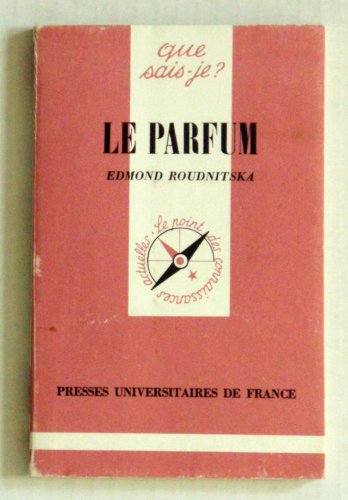 que
sais-je?
LE PARFUM
EDMOND ROUDNITSKA
Le point des connaissances actuelles
PRESSES UNIVERSITAIRES DE FRANCE